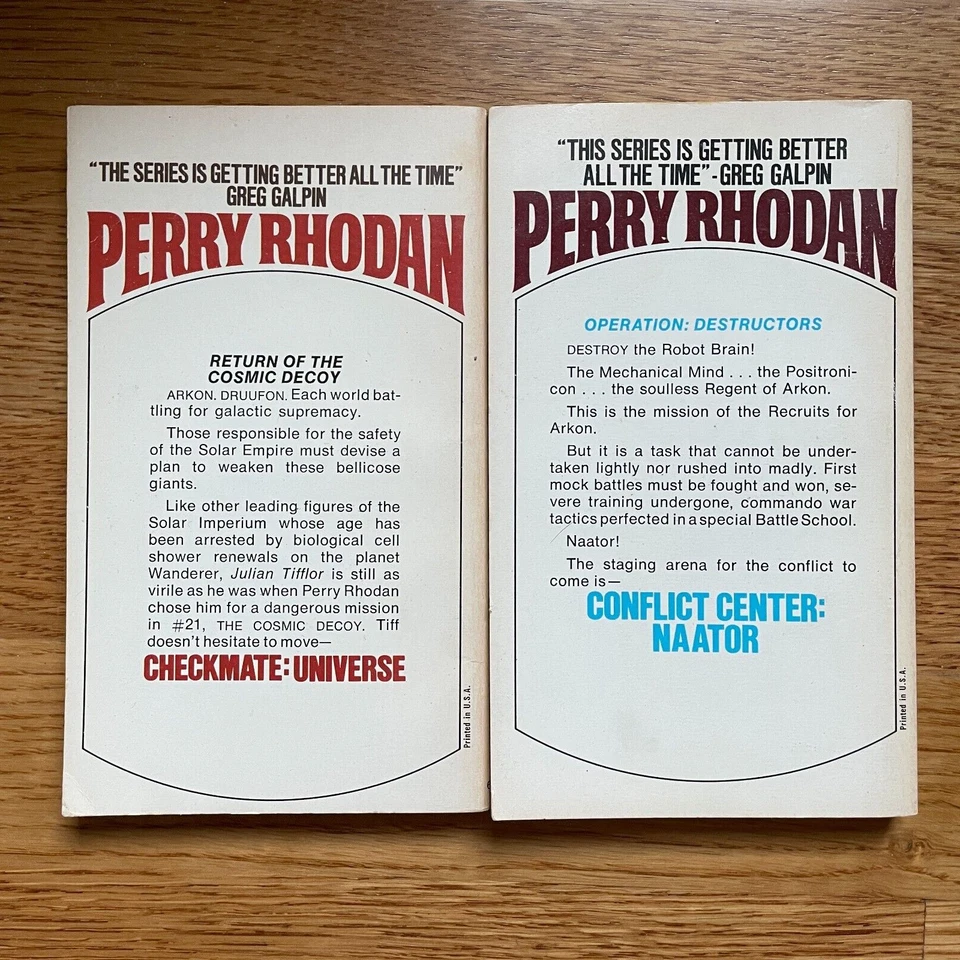 “THE SERIES IS GETTING BETTER ALL THE TIME”
GREG GALPIN
PERRY RHODAN
RETURN OF THE
COSMIC DECOY
ARKON. DRUUFON. Each world bat-
tling for galactic supremacy.
Those responsible for the safety
of the Solar Empire must devise a
plan to weaken these bellicose
giants.
Like other leading figures of the
Solar Imperium whose age has
been arrested by biological cell
shower renewals on the planet
Wanderer, Julian Tifflor is still as
virile as he was when Perry Rhodan
chose him for a dangerous mission
in #21, THE COSMIC DECOY. Tiff
doesn’t hesitate to move—
CHECKMATE: UNIVERSE
Printed in U.S.A.
“THIS SERIES IS GETTING BETTER
ALL THE TIME”-GREG GALPIN
PERRY RHODAN
OPERATION: DESTRUCTORS
DESTROY the Robot Brain!
The Mechanical Mind . . . the Positroni-
con . . . the soulless Regent of Arkon.
This is the mission of the Recruits for
Arkon.
But it is a task that cannot be under-
taken lightly nor rushed into madly. First
mock battles must be fought and won, se-
vere training undergone, commando war
tactics perfected in a special Battle School.
Naator!
The staging arena for the conflict to
come is—
CONFLICT CENTER:
NAATOR
Printed in U.S.A.